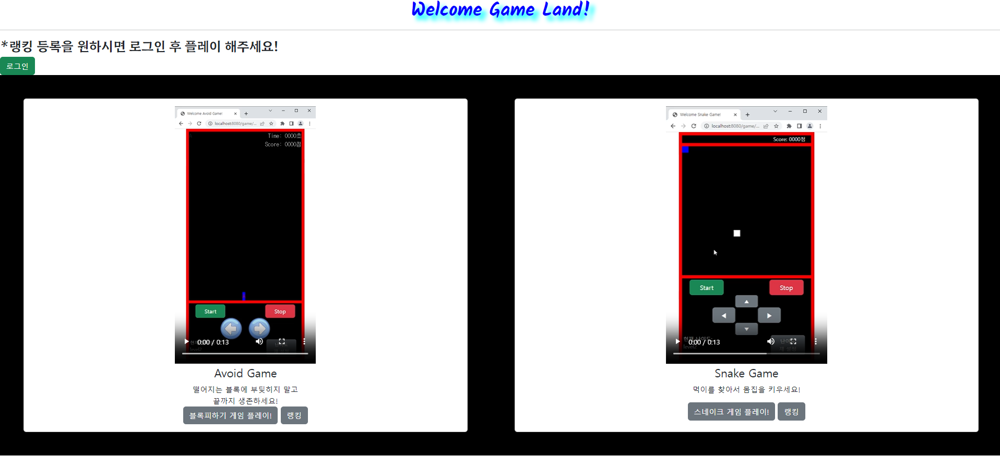 Welcome Game Land!
*랭킹 등록을 원하시면 로그인 후 플레이 해주세요!
로그인
Welcome Avoid Game!
localhost:8080/game/...
Time: 0000초
Score: 0000점
Start
Stop
0:00 / 0:13
Avoid Game
떨어지는 블록에 부딪히지 말고
끝까지 생존하세요!
블록피하기 게임 플레이!
랭킹
Welcome Snake Game!
localhost:8080/game/...
Score: 0000점
Start
Stop
현재 난이도:
level2
0:00 / 0:13
Snake Game
먹이를 찾아서 몸집을 키우세요!
스네이크 게임 플레이!
랭킹